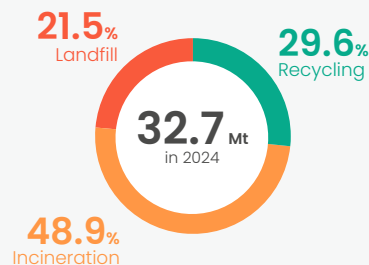 21.5%
Landfill
29.6%
Recycling
32.7 Mt
in 2024
48.9%
Incineration